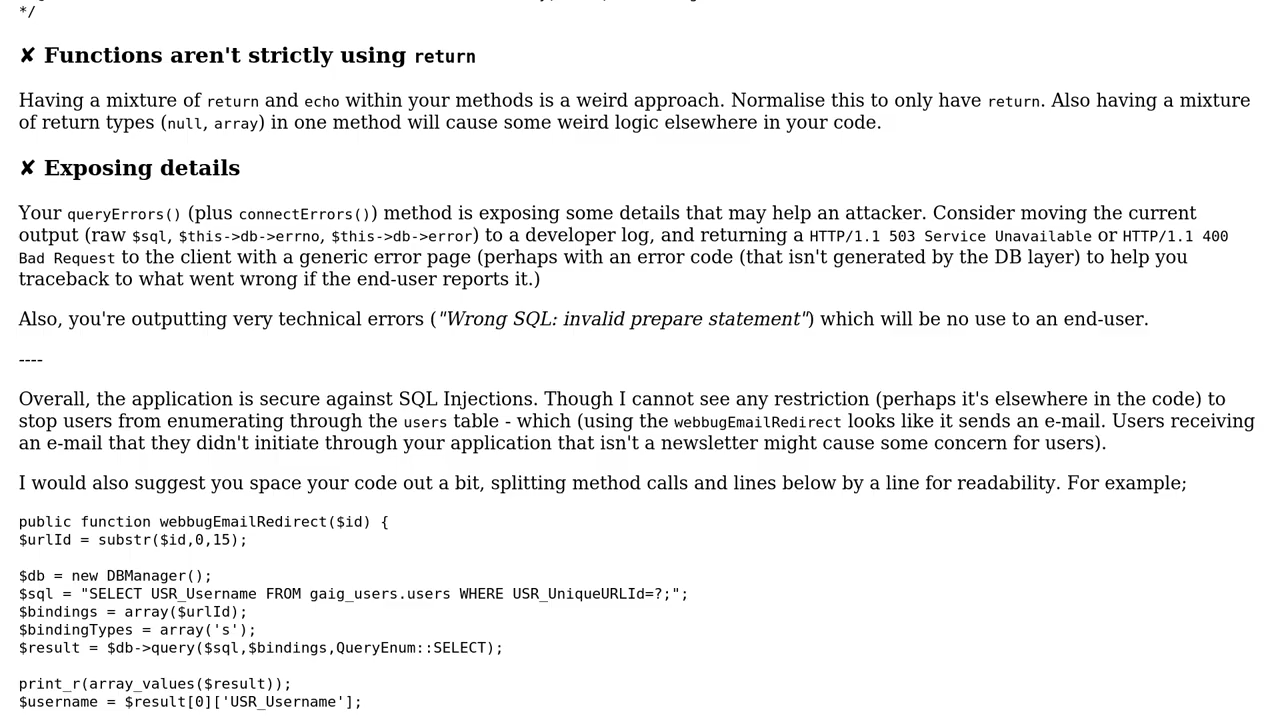 */
✘ Functions aren't strictly using return
Having a mixture of return and echo within your methods is a weird approach. Normalise this to only have return. Also having a mixture
of return types (null, array) in one method will cause some weird logic elsewhere in your code.
✘ Exposing details
Your queryErrors() (plus connectErrors()) method is exposing some details that may help an attacker. Consider moving the current
output (raw $sql, $this->db->errno, $this->db->error) to a developer log, and returning a HTTP/1.1 503 Service Unavailable or HTTP/1.1 400
Bad Request to the client with a generic error page (perhaps with an error code (that isn't generated by the DB layer) to help you
traceback to what went wrong if the end-user reports it.)
Also, you're outputting very technical errors ("Wrong SQL: invalid prepare statement") which will be no use to an end-user.
----
Overall, the application is secure against SQL Injections. Though I cannot see any restriction (perhaps it's elsewhere in the code) to
stop users from enumerating through the users table - which (using the webbugEmailRedirect looks like it sends an e-mail. Users receiving
an e-mail that they didn't initiate through your application that isn't a newsletter might cause some concern for users).
I would also suggest you space your code out a bit, splitting method calls and lines below by a line for readability. For example;
public function webbugEmailRedirect($id) {
$urlId = substr($id,0,15);
$db = new DBManager();
$sql = "SELECT USR_Username FROM gaig_users.users WHERE USR_UniqueURLId=?;";
$bindings = array($urlId);
$bindingTypes = array('s');
$result = $db->query($sql,$bindings,QueryEnum::SELECT);
print_r(array_values($result));
$username = $result[0]['USR_Username'];